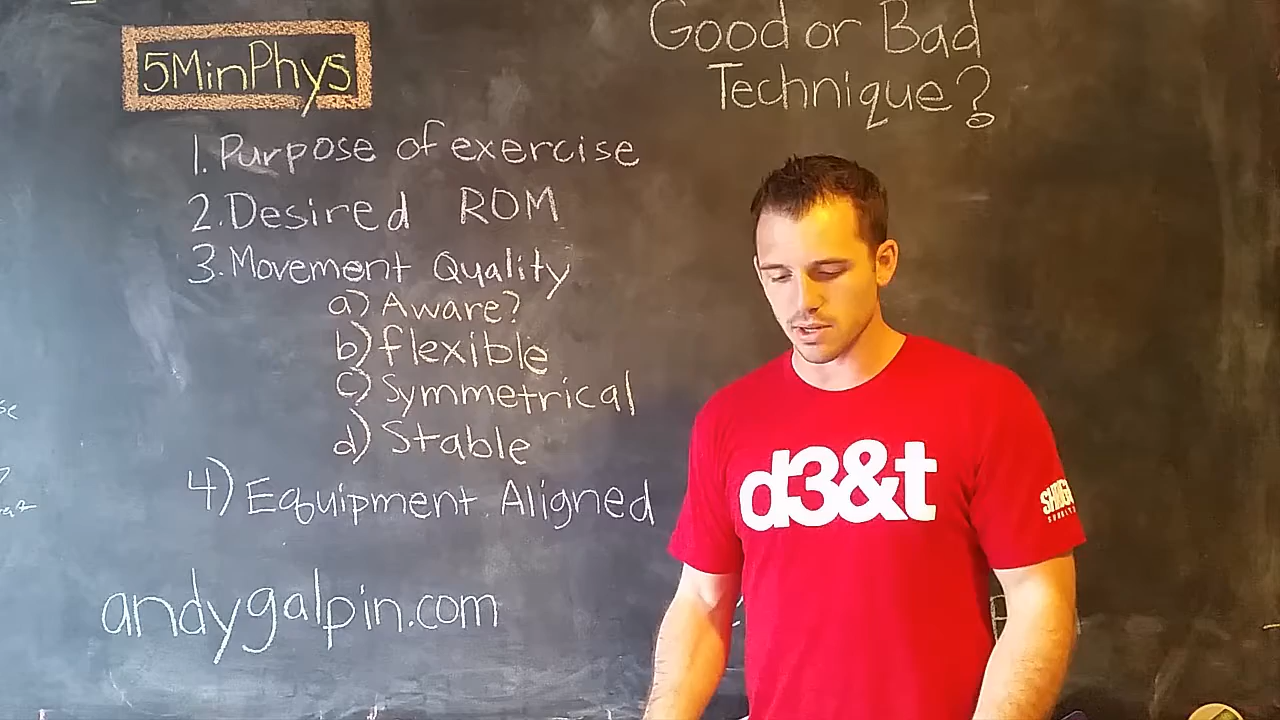 5MinPhys
Good or Bad
Technique?
1. Purpose of exercise
2. Desired ROM
3. Movement Quality
a) Aware?
b) flexible
c) Symmetrical
d) Stable
4) Equipment Aligned
andygalpin.com
d3&t